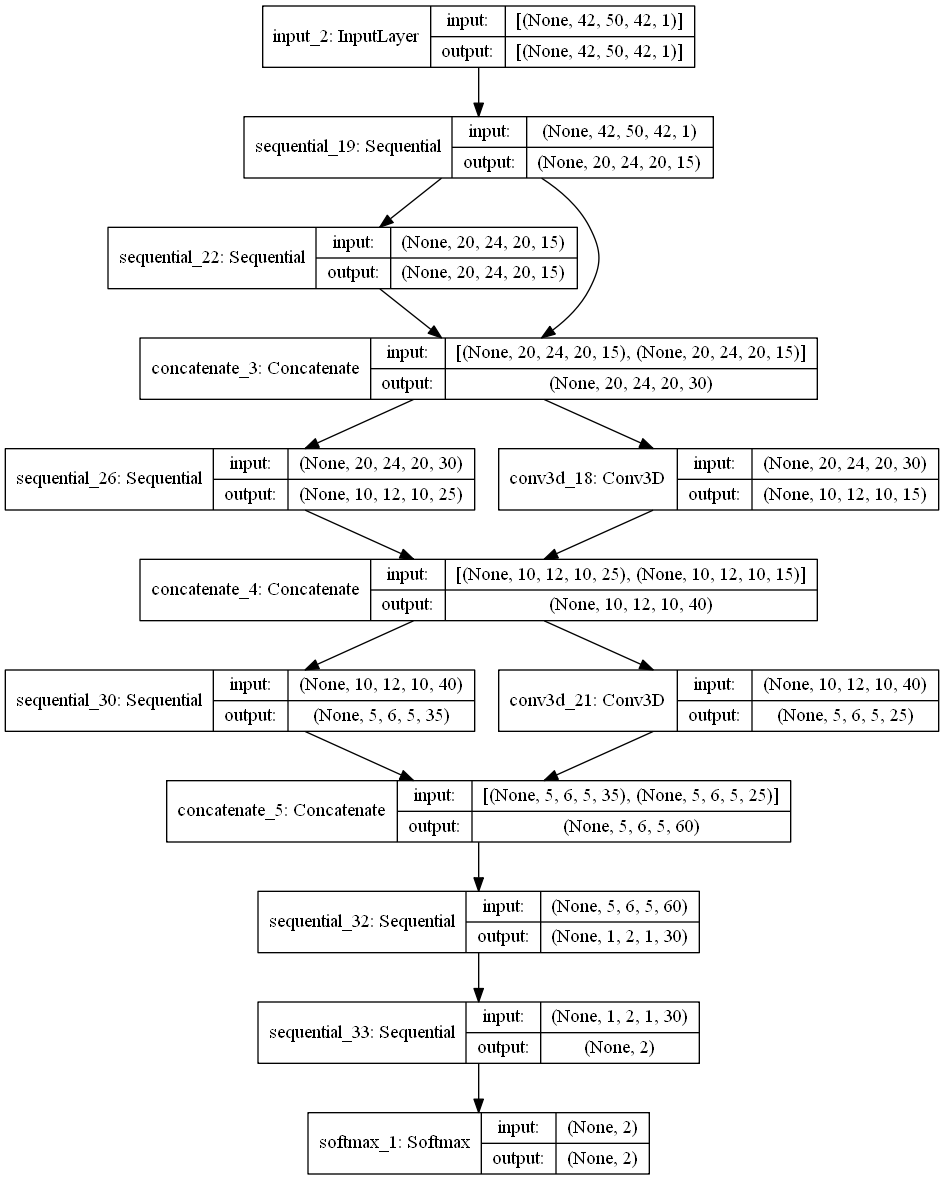 input_2: InputLayer
input:
[(None, 42, 50, 42, 1)]
output:
[(None, 42, 50, 42, 1)]
sequential_19: Sequential
input:
(None, 42, 50, 42, 1)
output:
(None, 20, 24, 20, 15)
sequential_22: Sequential
input:
(None, 20, 24, 20, 15)
output:
(None, 20, 24, 20, 15)
concatenate_3: Concatenate
input:
[(None, 20, 24, 20, 15), (None, 20, 24, 20, 15)]
output:
(None, 20, 24, 20, 30)
sequential_26: Sequential
input:
(None, 20, 24, 20, 30)
output:
(None, 10, 12, 10, 25)
conv3d_18: Conv3D
input:
(None, 20, 24, 20, 30)
output:
(None, 10, 12, 10, 15)
concatenate_4: Concatenate
input:
[(None, 10, 12, 10, 25), (None, 10, 12, 10, 15)]
output:
(None, 10, 12, 10, 40)
sequential_30: Sequential
input:
(None, 10, 12, 10, 40)
output:
(None, 5, 6, 5, 35)
conv3d_21: Conv3D
input:
(None, 10, 12, 10, 40)
output:
(None, 5, 6, 5, 25)
concatenate_5: Concatenate
input:
[(None, 5, 6, 5, 35), (None, 5, 6, 5, 25)]
output:
(None, 5, 6, 5, 60)
sequential_32: Sequential
input:
(None, 5, 6, 5, 60)
output:
(None, 1, 2, 1, 30)
sequential_33: Sequential
input:
(None, 1, 2, 1, 30)
output:
(None, 2)
softmax_1: Softmax
input:
(None, 2)
output:
(None, 2)